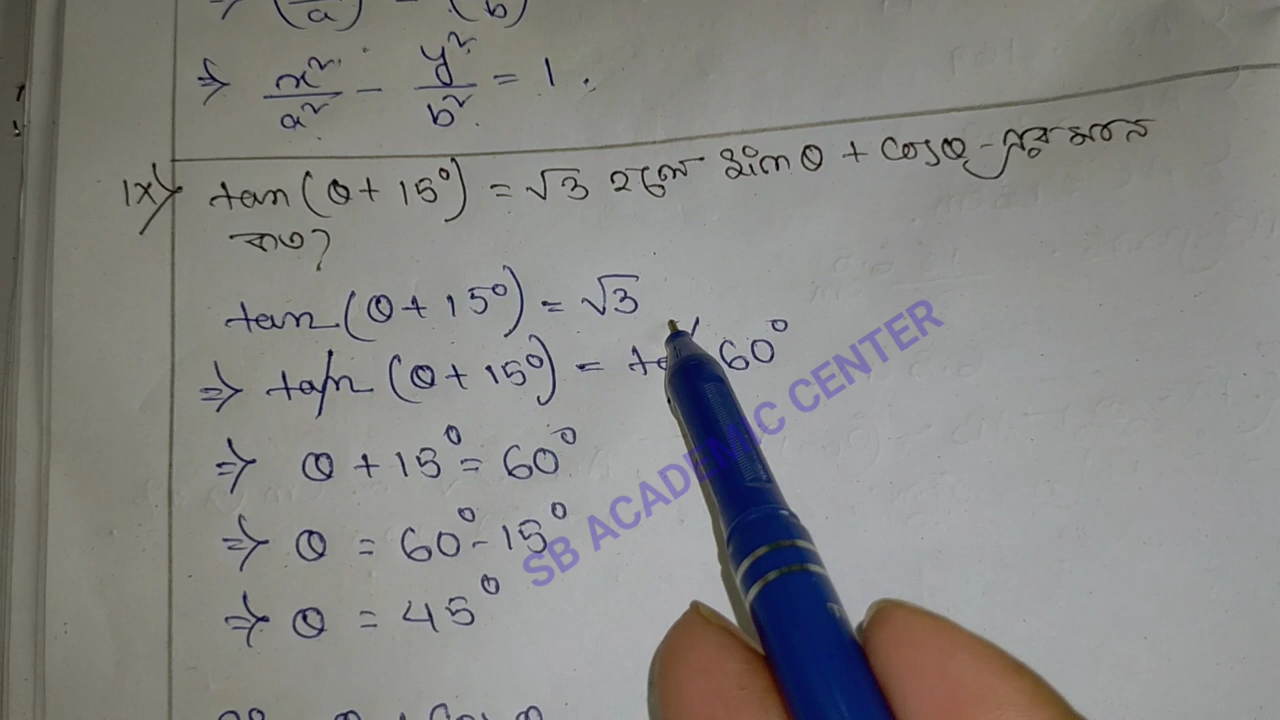 ⇒ (x/a) - (b)
⇒ x²/a² - y²/b² = 1.
ix) tan(θ + 15°) = √3 হলে sinθ + cosθ-এর মান
কত?
tan(θ + 15°) = √3
⇒ tan(θ + 15°) = tan 60°
⇒ θ + 15° = 60°
⇒ θ = 60° - 15°
⇒ θ = 45°
SB ACADEMIC CENTER